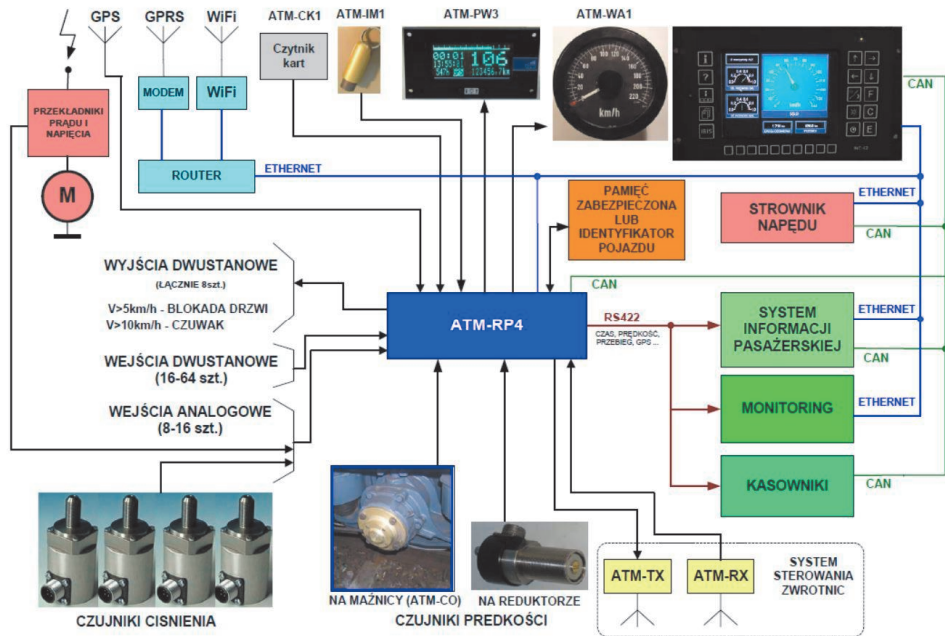 GPS
GPRS
WiFi
ATM-CK1
ATM-IM1
ATM-PW3
ATM-WA1
Czytnik
kart
00:01
106
km/h
CAN
PRZEKŁADNIKI
PRĄDU I
NAPIĘCIA
MODEM
WiFi
M
ROUTER
ETHERNET
PAMIĘĆ
ZABEZPIECZONA
LUB
IDENTYFIKATOR
POJAZDU
ETHERNET
STROWNIK
NAPĘDU
CAN
WYJŚCIA DWUSTANOWE
(ŁĄCZNIE 8szt.)
V>5km/h - BLOKADA DRZWI
V>10km/h - CZUWAK
CAN
ATM-RP4
RS422
CZAS, PRĘDKOŚĆ,
PRZEBIEG, GPS ...
SYSTEM
INFORMACJI
PASAŻERSKIEJ
ETHERNET
CAN
WEJŚCIA DWUSTANOWE
(16-64 szt.)
WEJŚCIA ANALOGOWE
(8-16 szt.)
MONITORING
ETHERNET
KASOWNIKI
CAN
ATM-TX
ATM-RX
SYSTEM
STEROWANIA
ZWROTNIC
NA MAŹNICY (ATM-CO)
NA REDUKTORZE
CZUJNIKI CISNIENIA
CZUJNIKI PREDKOŚCI